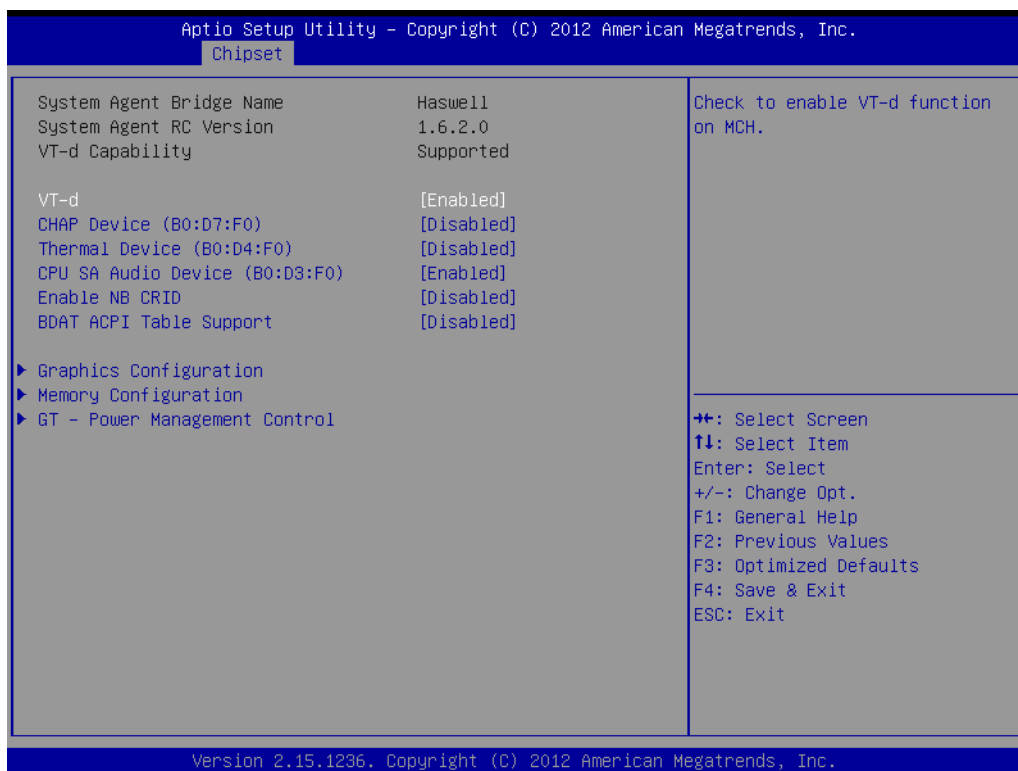 Aptio Setup Utility – Copyright (C) 2012 American Megatrends, Inc.
Chipset
System Agent Bridge Name Haswell
System Agent RC Version 1.6.2.0
VT-d Capability Supported
VT-d [Enabled]
CHAP Device (B0:D7:F0) [Disabled]
Thermal Device (B0:D4:F0) [Disabled]
CPU SA Audio Device (B0:D3:F0) [Enabled]
Enable NB CRID [Disabled]
BDAT ACPI Table Support [Disabled]
Graphics Configuration
Memory Configuration
GT – Power Management Control
Check to enable VT-d function
on MCH.
→←: Select Screen
↑↓: Select Item
Enter: Select
+/-: Change Opt.
F1: General Help
F2: Previous Values
F3: Optimized Defaults
F4: Save & Exit
ESC: Exit
Version 2.15.1236. Copyright (C) 2012 American Megatrends, Inc.